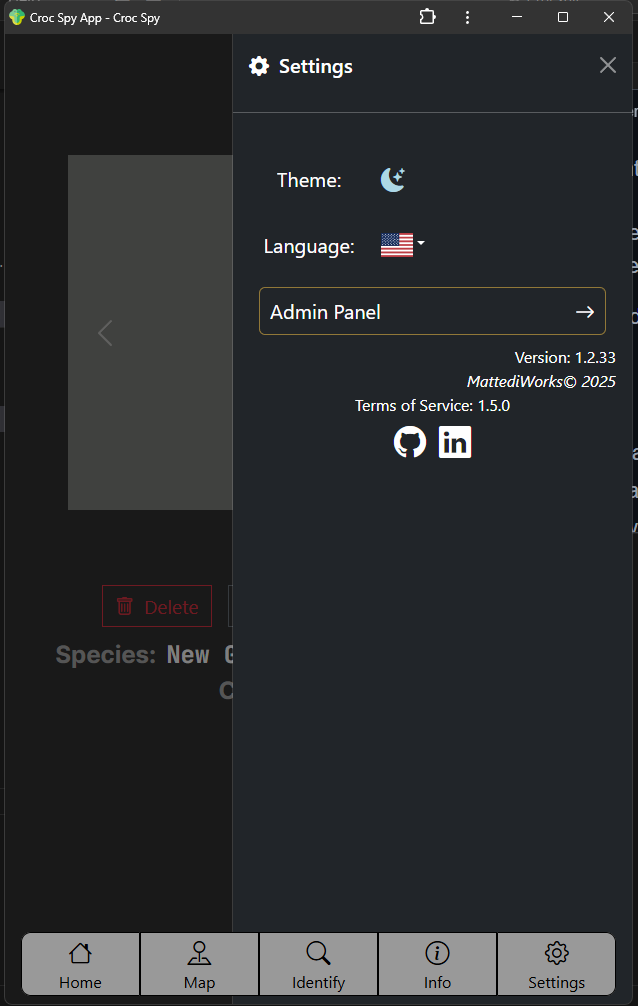 Croc Spy App - Croc Spy
Settings
Theme:
Language:
Admin Panel
Version: 1.2.33
MattediWorks© 2025
Terms of Service: 1.5.0
in
Delete
Species: New
Home
Map
Identify
Info
Settings